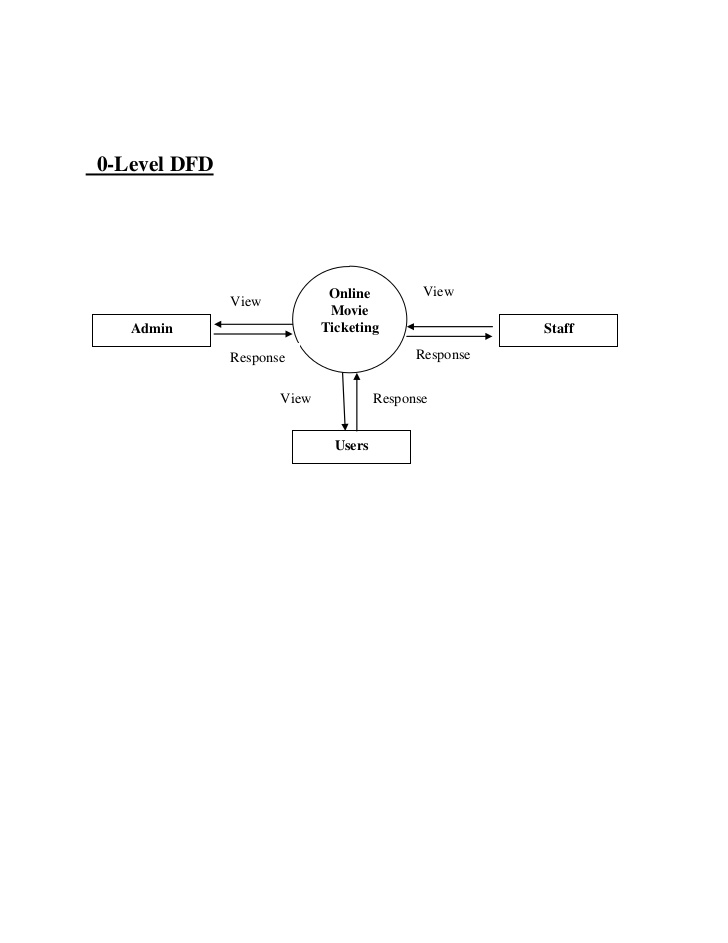 0-Level DFD
Online
Movie
Ticketing
View
View
Admin
Staff
Response
Response
View
Response
Users